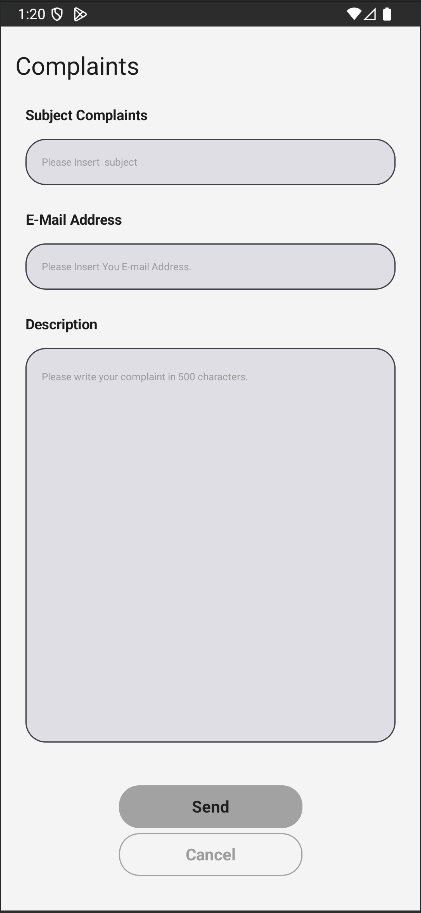 1:20
Complaints
Subject Complaints
Please Insert subject
E-Mail Address
Please Insert You E-mail Address.
Description
Please write your complaint in 500 characters.
Send
Cancel